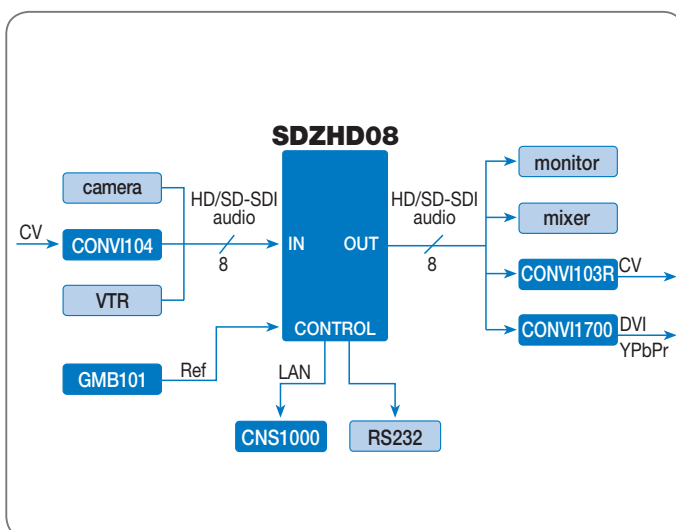 SDZHD08
camera
CV
CONVI104
VTR
GMB101
Ref
HD/SD-SDI
audio
8
IN
OUT
CONTROL
HD/SD-SDI
audio
8
monitor
mixer
CONVI103R
CV
CONVI1700
DVI
YPbPr
LAN
CNS1000
RS232